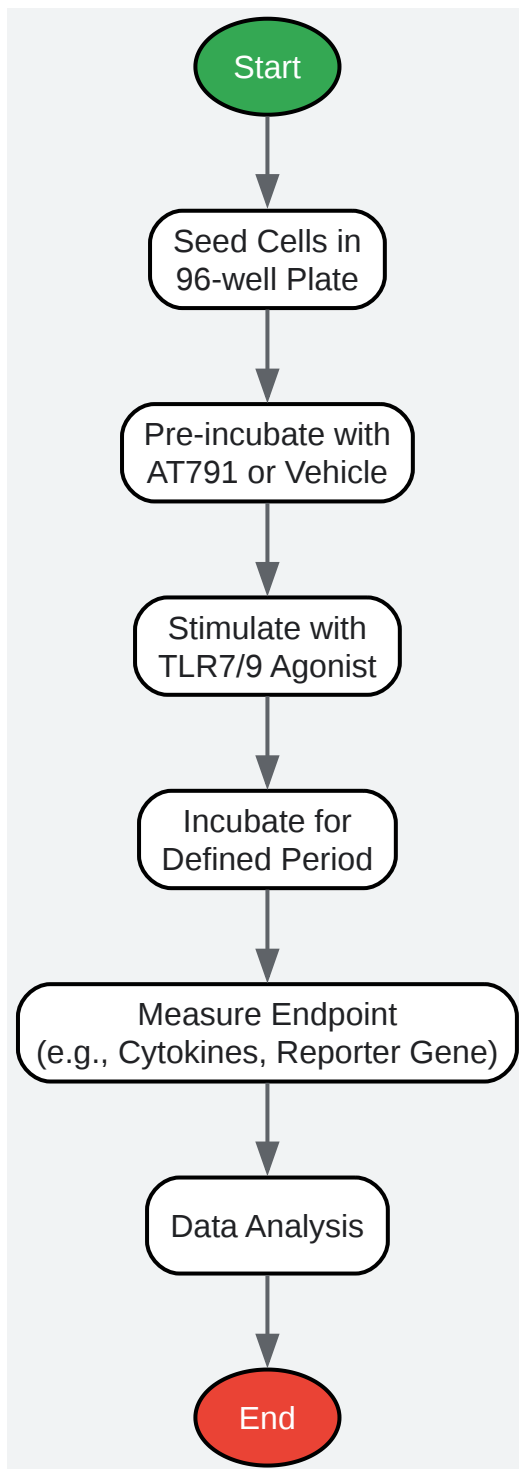 Start
Seed Cells in
96-well Plate
Pre-incubate with
AT791 or Vehicle
Stimulate with
TLR7/9 Agonist
Incubate for
Defined Period
Measure Endpoint
(e.g., Cytokines, Reporter Gene)
Data Analysis
End